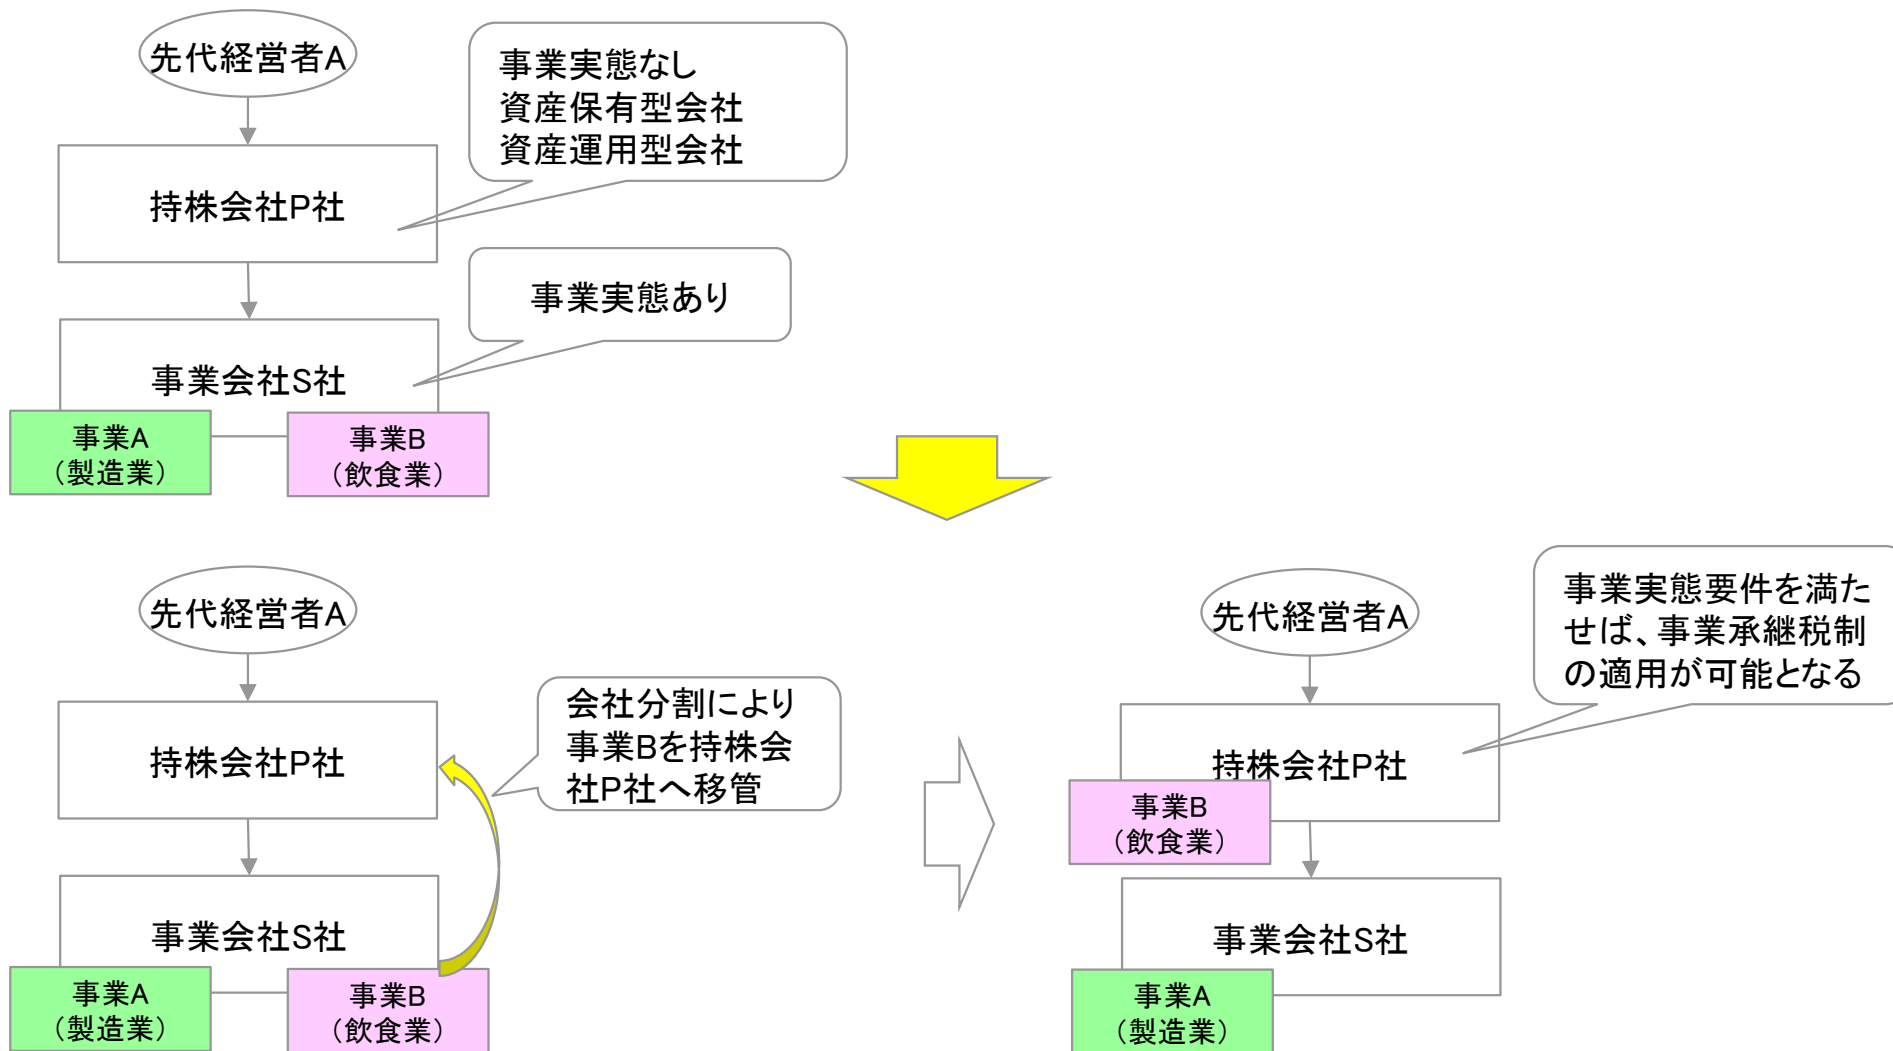 先代経営者A
事業実態なし
資産保有型会社
資産運用型会社
持株会社P社
事業実態あり
事業会社S社
事業A
（製造業）
事業B
（飲食業）
先代経営者A
持株会社P社
会社分割により
事業Bを持株会
社P社へ移管
事業会社S社
事業A
（製造業）
事業B
（飲食業）
先代経営者A
事業実態要件を満た
せば、事業承継税制
の適用が可能となる
持株会社P社
事業B
（飲食業）
事業会社S社
事業A
（製造業）